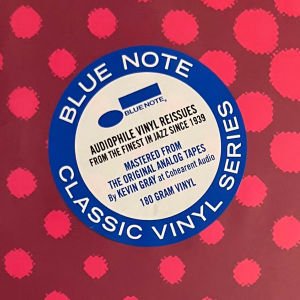 BLUE NOTE
BLUE NOTE
AUDIOPHILE VINYL REISSUES
FROM THE FINEST IN JAZZ SINCE 1939
MASTERED FROM
THE ORIGINAL ANALOG TAPES
By KEVIN GRAY at Cohearent Audio
180 GRAM VINYL
CLASSIC VINYL SERIES